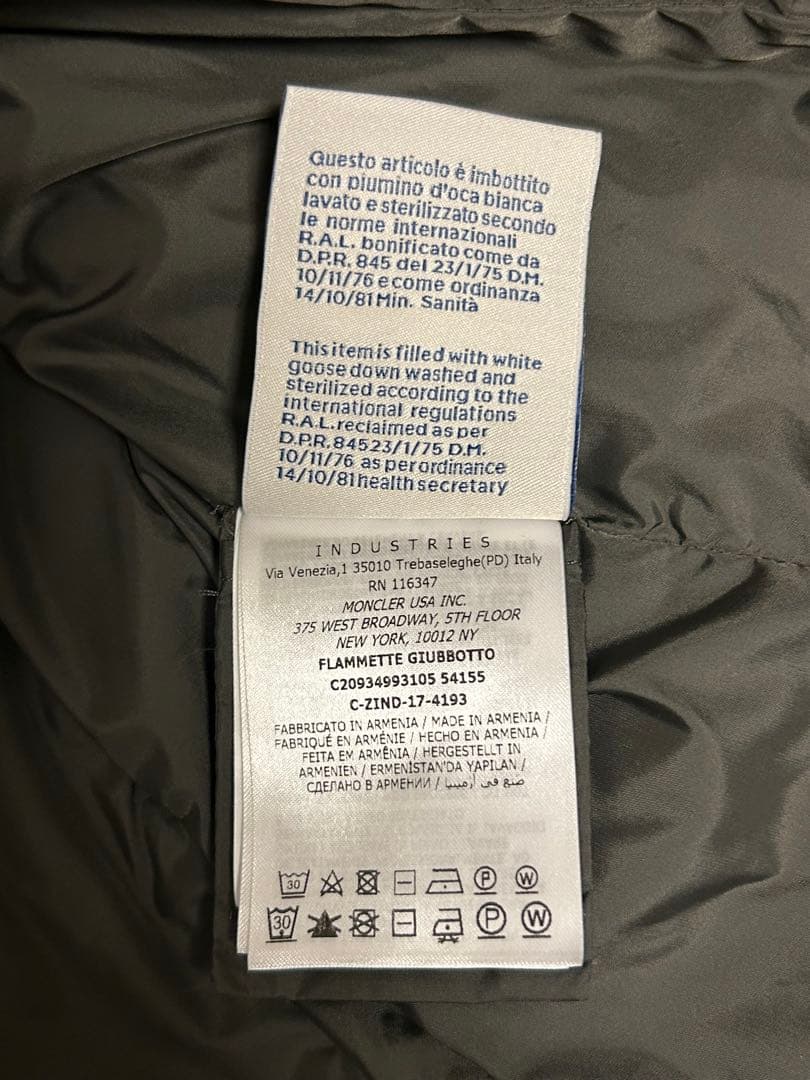 Questo articolo è imbottito
con piumino d'oca bianca
lavato e sterilizzato secondo
le norme internazionali
R.A.L. bonificato come da
D.P.R. 845 del 23/1/75 D.M.
10/11/76 e come ordinanza
14/10/81 Min. Sanità
This item is filled with white
goose down washed and
sterilized according to the
international regulations
R.A.L. reclaimed as per
D.P.R. 845 23/1/75 D.M.
10/11/76 as per ordinance
14/10/81 health secretary
INDUSTRIES
Via Venezia,1 35010 Trebaseleghe(PD) Italy
RN 116347
MONCLER USA INC.
375 WEST BROADWAY, 5TH FLOOR
NEW YORK, 10012 NY
FLAMMETTE GIUBBOTTO
C20934993105 54155
C-ZIND-17-4193
FABBRICATO IN ARMENIA / MADE IN ARMENIA /
FABRIQUÉ EN ARMÉNIE / HECHO EN ARMENIA /
FEITA EM ARMÊNIA / HERGESTELLT IN
ARMENIEN / ERMENİSTAN'DA YAPILAN /
СДЕЛАНО В АРМЕНИИ / صنع في أرمينيا
30 P W
30 P W